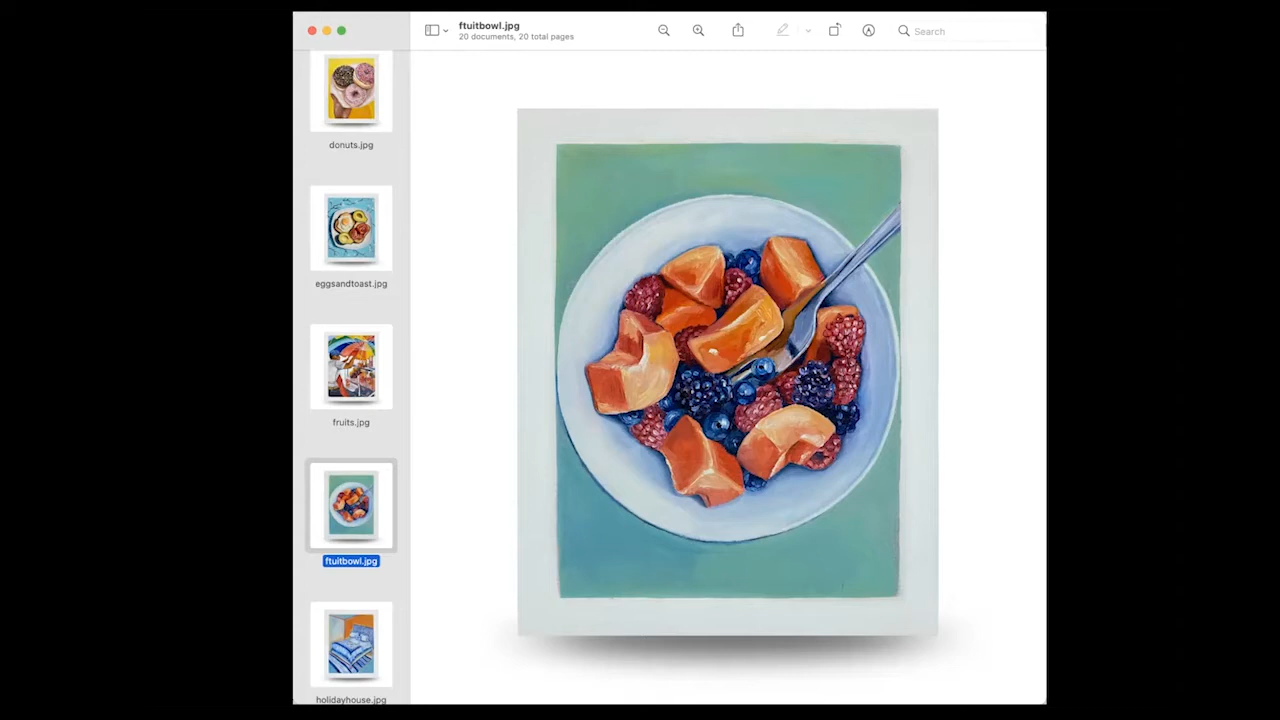 ftuitbowl.jpg
20 documents, 20 total pages
Search
donuts.jpg
eggsandtoast.jpg
fruits.jpg
ftuitbowl.jpg
holidayhouse.jpg